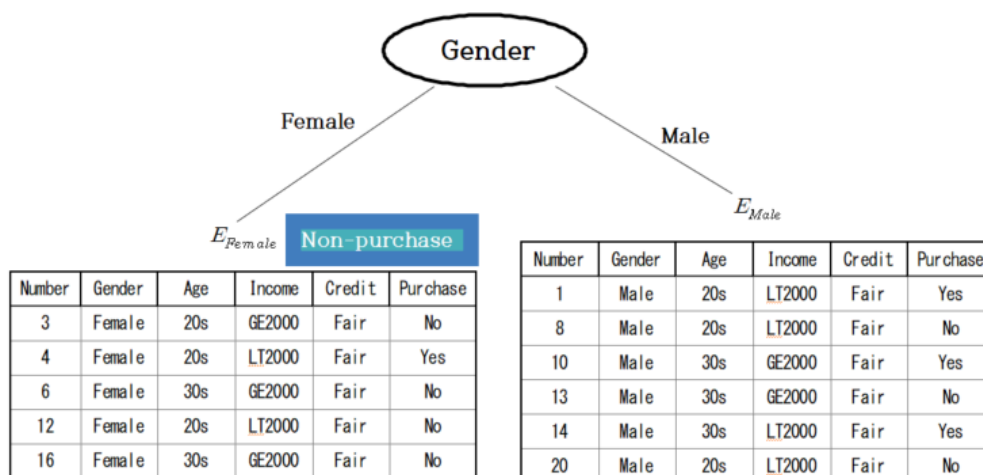 Gender
Female
Male
E_Female Non-purchase
E_Male
Number Gender Age Income Credit Purchase
3 Female 20s GE2000 Fair No
4 Female 20s LT2000 Fair Yes
6 Female 30s GE2000 Fair No
12 Female 20s LT2000 Fair No
16 Female 30s GE2000 Fair No
Number Gender Age Income Credit Purchase
1 Male 20s LT2000 Fair Yes
8 Male 20s LT2000 Fair No
10 Male 30s GE2000 Fair Yes
13 Male 30s GE2000 Fair No
14 Male 30s LT2000 Fair Yes
20 Male 20s LT2000 Fair No